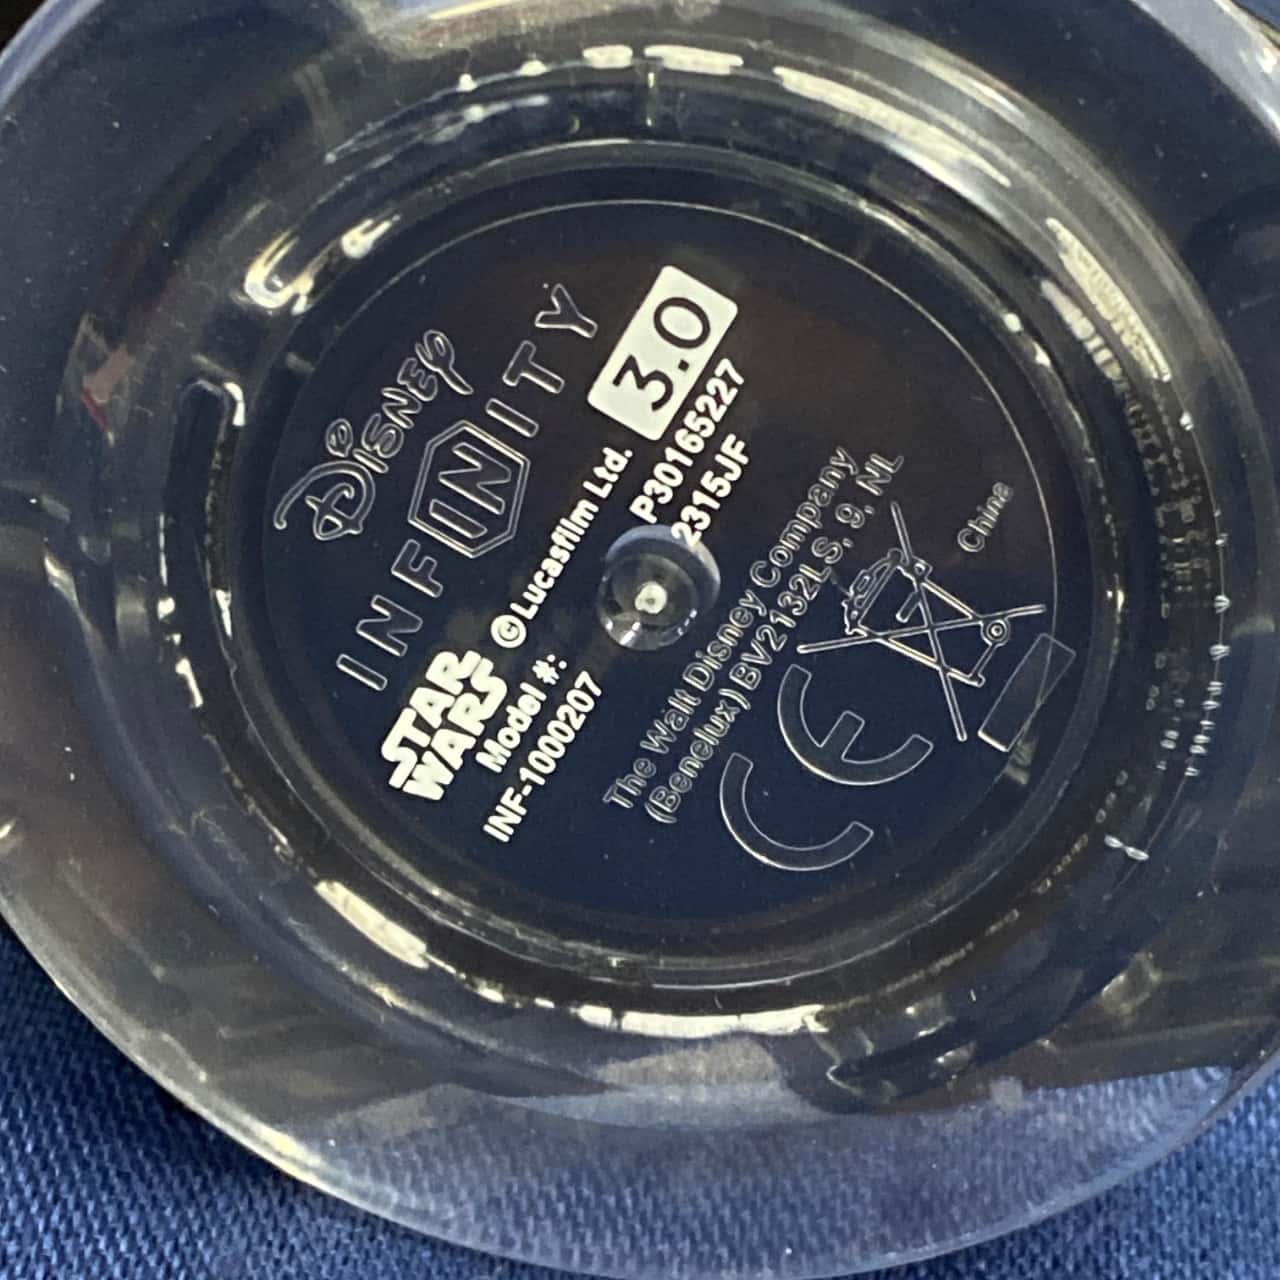 Disney
INFINITY
3.0
STAR
WARS
© Lucasfilm Ltd.
Model #:
INF-1000207
P30165227
2315JF
The Walt Disney Company
(Benelux) BV2132LS, 9, NL
CE
China